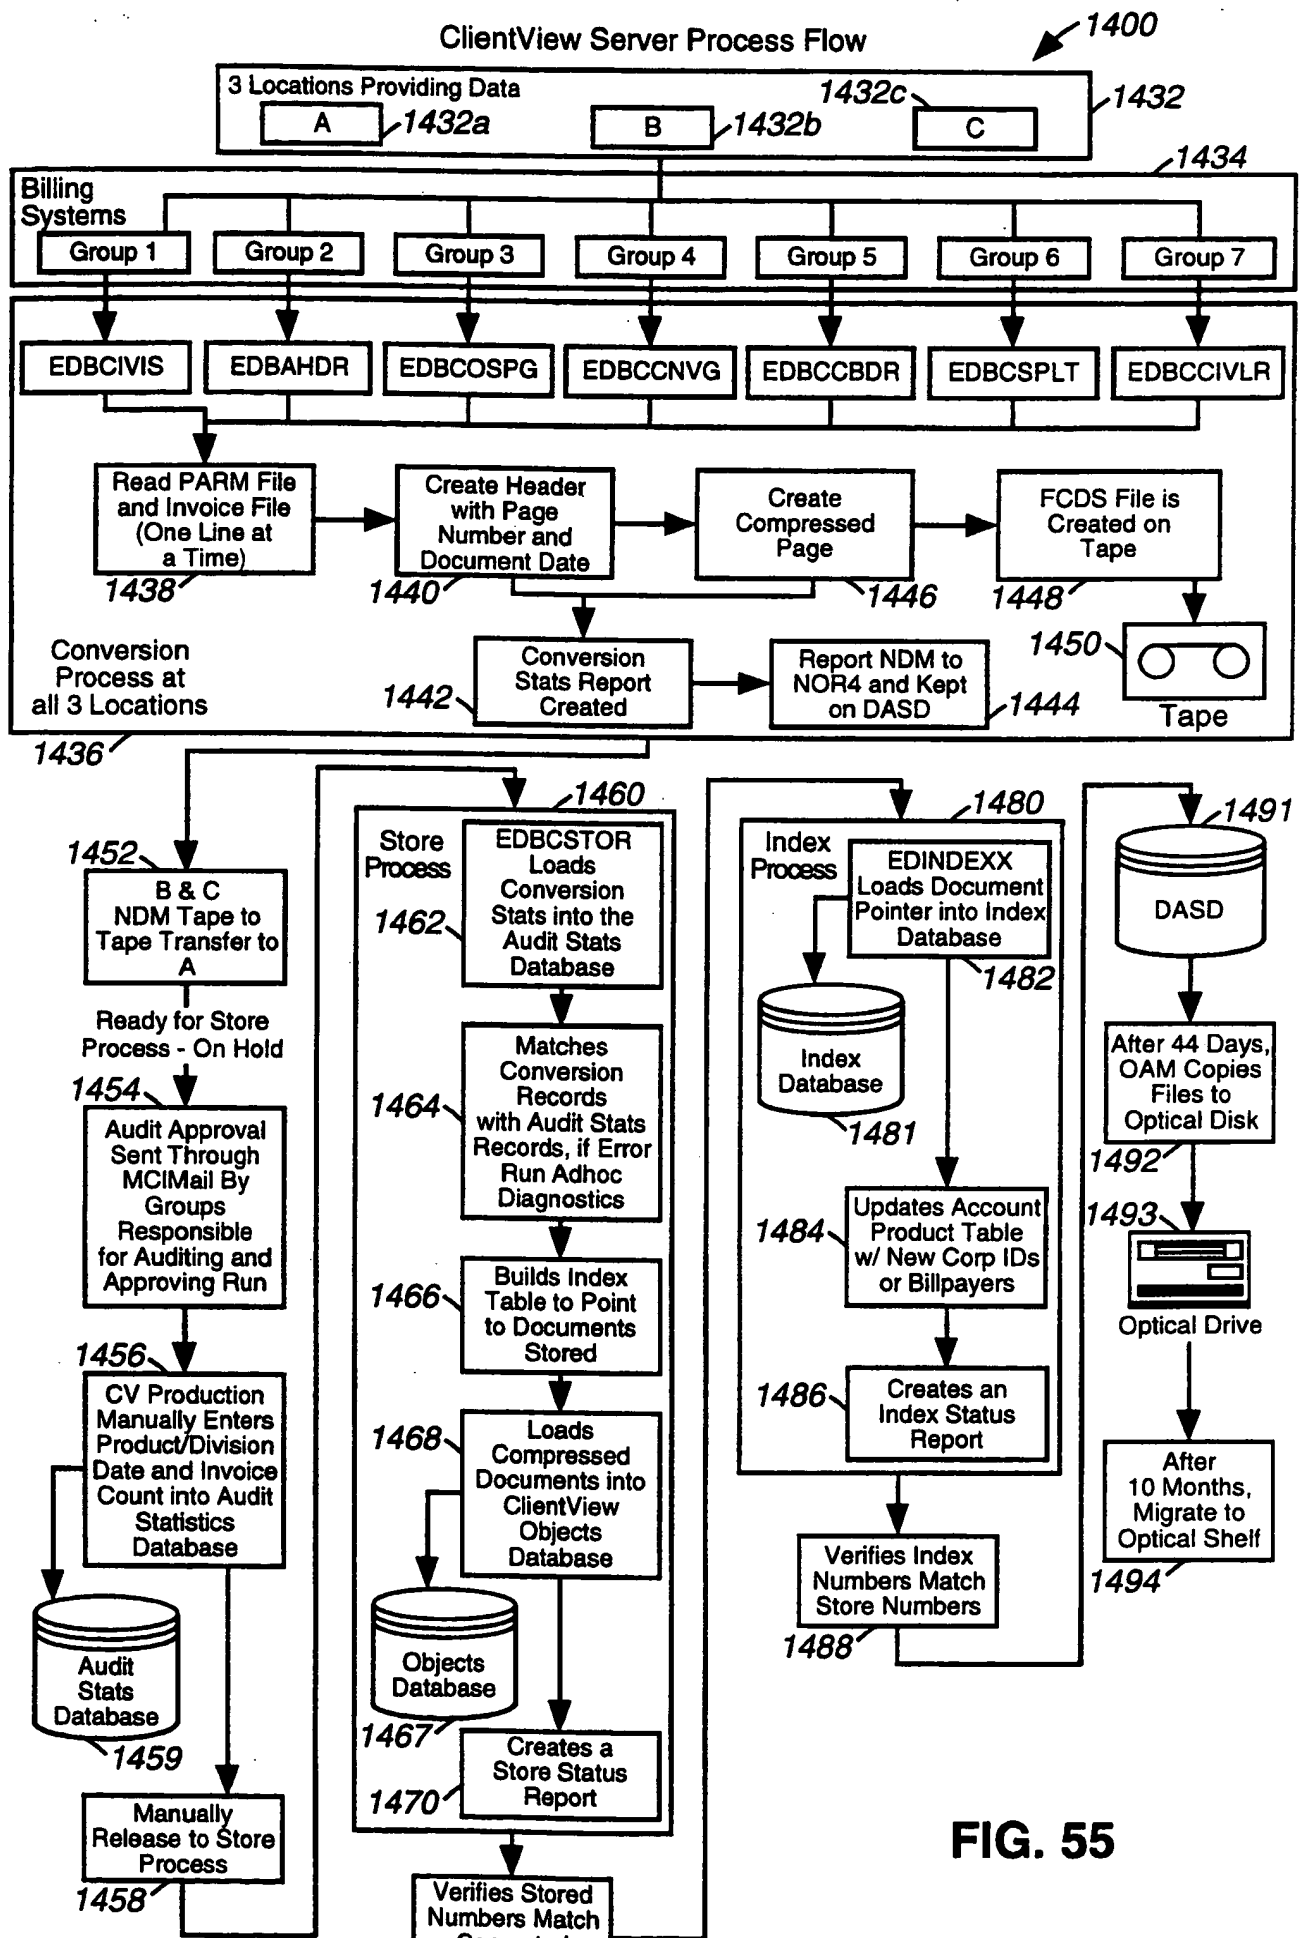 ClientView Server Process Flow
1400
3 Locations Providing Data
1432c
1432
A
1432a
B
1432b
C
1434
Billing
Systems
Group 1
Group 2
Group 3
Group 4
Group 5
Group 6
Group 7
EDBCIVIS
EDBAHDR
EDBCOSPG
EDBCCNVG
EDBCCBDR
EDBCSPLT
EDBCCIVLR
Read PARM File
and Invoice File
(One Line at
a Time)
1438
Create Header
with Page
Number and
Document Date
1440
Create
Compressed
Page
1446
FCDS File is
Created on
Tape
1448
1450
Tape
Conversion
Process at
all 3 Locations
1436
Conversion
Stats Report
Created
1442
Report NDM to
NOR4 and Kept
on DASD
1444
1452
B & C
NDM Tape to
Tape Transfer to
A
Ready for Store
Process - On Hold
1454
Audit Approval
Sent Through
MCIMail By
Groups
Responsible
for Auditing and
Approving Run
1456
CV Production
Manually Enters
Product/Division
Date and Invoice
Count into Audit
Statistics
Database
Audit
Stats
Database
1459
Manually
Release to Store
Process
1458
1460
Store
Process
EDBCSTOR
Loads
Conversion
Stats into the
Audit Stats
Database
1462
Matches
Conversion
Records
with Audit Stats
Records, if Error
Run Adhoc
Diagnostics
1464
Builds Index
Table to Point
to Documents
Stored
1466
Loads
Compressed
Documents into
ClientView
Objects
Database
1468
Objects
Database
1467
Creates a
Store Status
Report
1470
Verifies Stored
Numbers Match
1480
Index
Process
EDINDEXX
Loads Document
Pointer into Index
Database
1482
Index
Database
1481
Updates Account
Product Table
w/ New Corp IDs
or Billpayers
1484
Creates an
Index Status
Report
1486
Verifies Index
Numbers Match
Store Numbers
1488
1491
DASD
After 44 Days,
OAM Copies
Files to
Optical Disk
1492
1493
Optical Drive
After
10 Months,
Migrate to
Optical Shelf
1494
FIG. 55